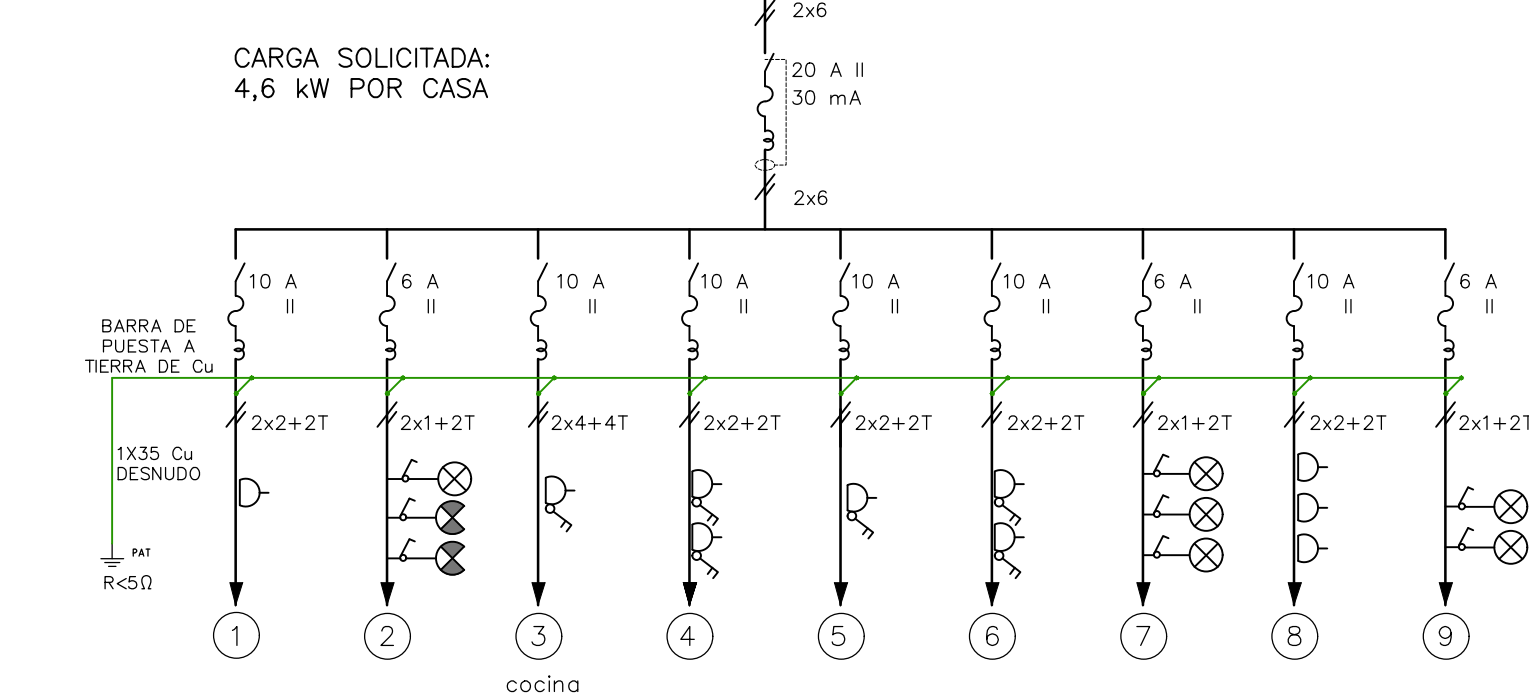 2x6
CARGA SOLICITADA:
4,6 kW POR CASA
20 A II
30 mA
2x6
10 A
II
6 A
II
10 A
II
10 A
II
10 A
II
10 A
II
6 A
II
10 A
II
6 A
II
BARRA DE
PUESTA A
TIERRA DE Cu
2x2+2T
2x1+2T
2x4+4T
2x2+2T
2x2+2T
2x2+2T
2x1+2T
2x2+2T
2x1+2T
1X35 Cu
DESNUDO
PAT
R<5Ω
1
2
3
4
5
6
7
8
9
cocina